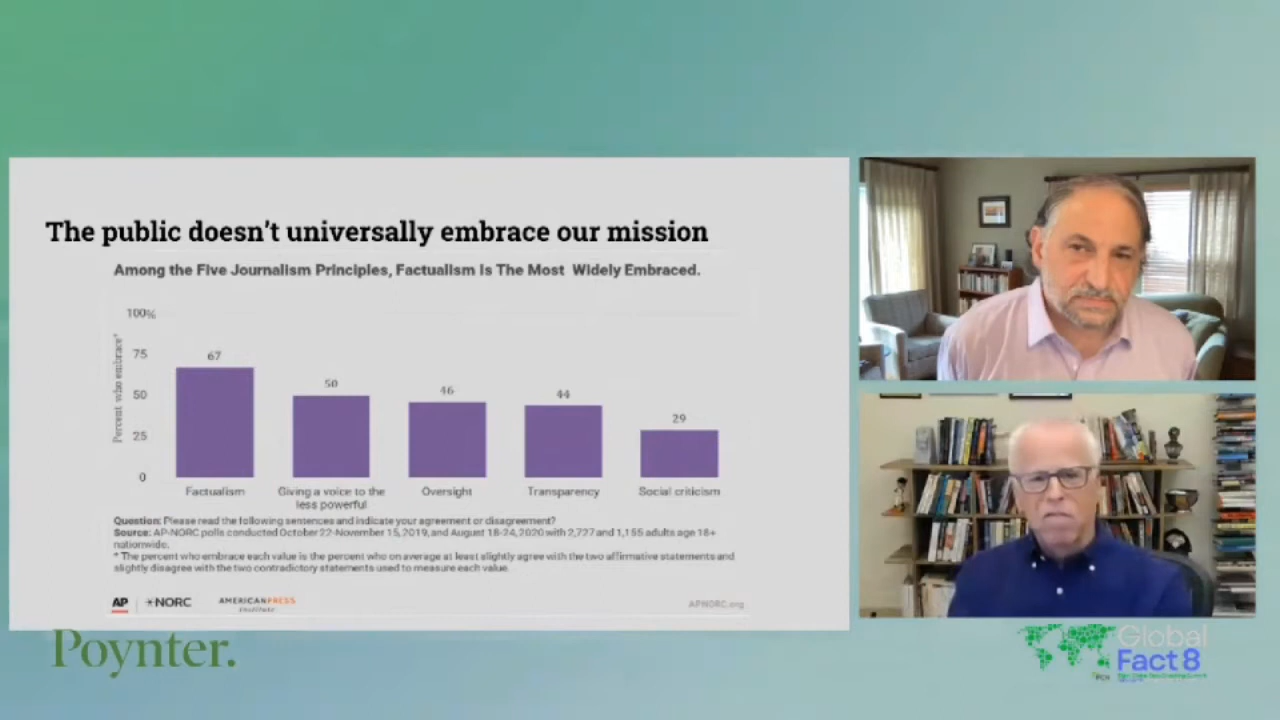 The public doesn't universally embrace our mission
Among the Five Journalism Principles, Factualism Is The Most Widely Embraced.
Percent who embrace*
100%
75
50
25
0
67
50
46
44
29
Factualism
Giving a voice to the
less powerful
Oversight
Transparency
Social criticism
Question: Please read the following sentences and indicate your agreement or disagreement?
Source: AP-NORC polls conducted October 22-November 15, 2019, and August 18-24, 2020 with 2,727 and 1,155 adults age 18+
nationwide.
* The percent who embrace each value is the percent who on average at least slightly agree with the two affirmative statements and
slightly disagree with the two contradictory statements used to measure each value.
AP
NORC
AMERICAN PRESS
Institute
APNORC.org
Poynter.
Global
Fact 8